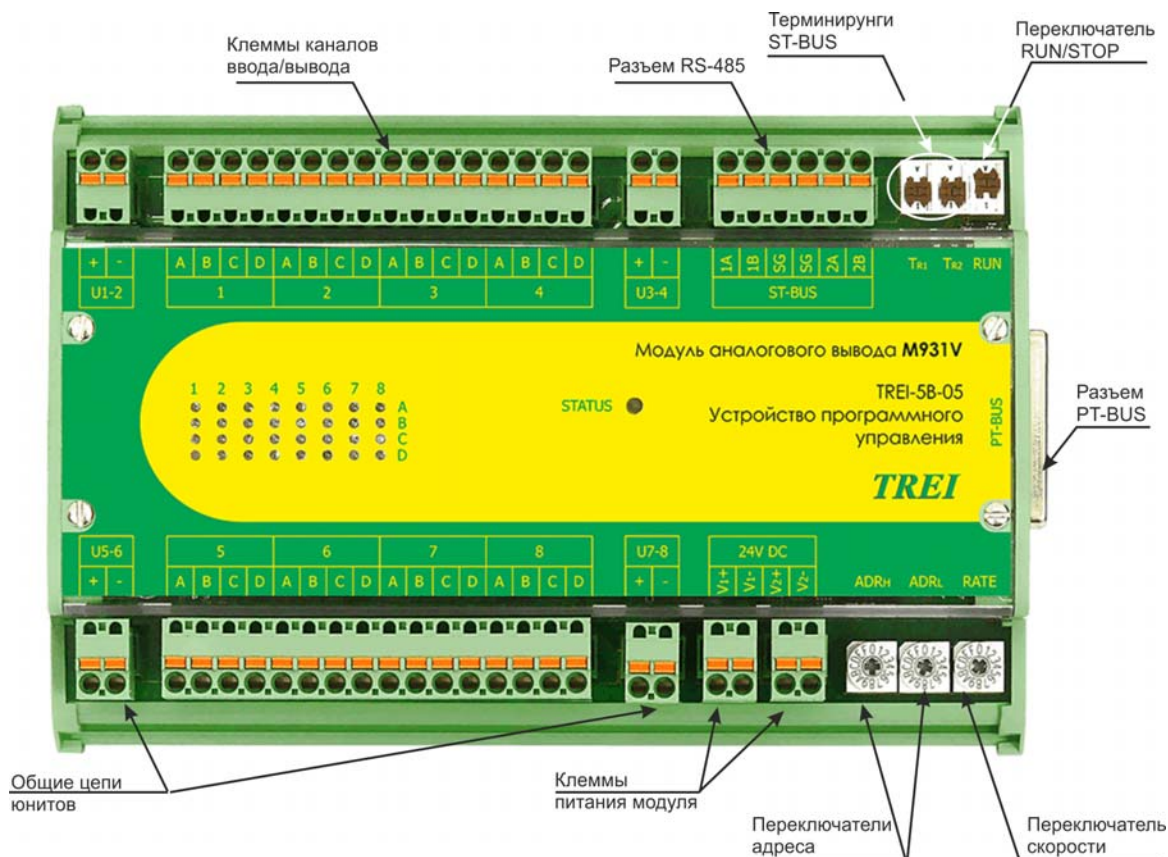 Терминирунги
ST-BUS
Переключатель
RUN/STOP
Клеммы каналов
ввода/вывода
Разъем RS-485
+ - A B C D A B C D A B C D A B C D + - 1A 1B SG SG 2A 2B TR1 TR2 RUN
U1-2 1 2 3 4 U3-4 ST-BUS
Модуль аналогового вывода M931V
1 2 3 4 5 6 7 8
A
B
C
D
STATUS
TREI-5B-05
Устройство программного
управления
TREI
PT-BUS
Разъем
PT-BUS
U5-6 5 6 7 8 U7-8 24V DC
+ - A B C D A B C D A B C D A B C D + - V1+ V1- V2+ V2- ADRH ADRL RATE
Общие цепи
юнитов
Клеммы
питания модуля
Переключатели
адреса
Переключатель
скорости